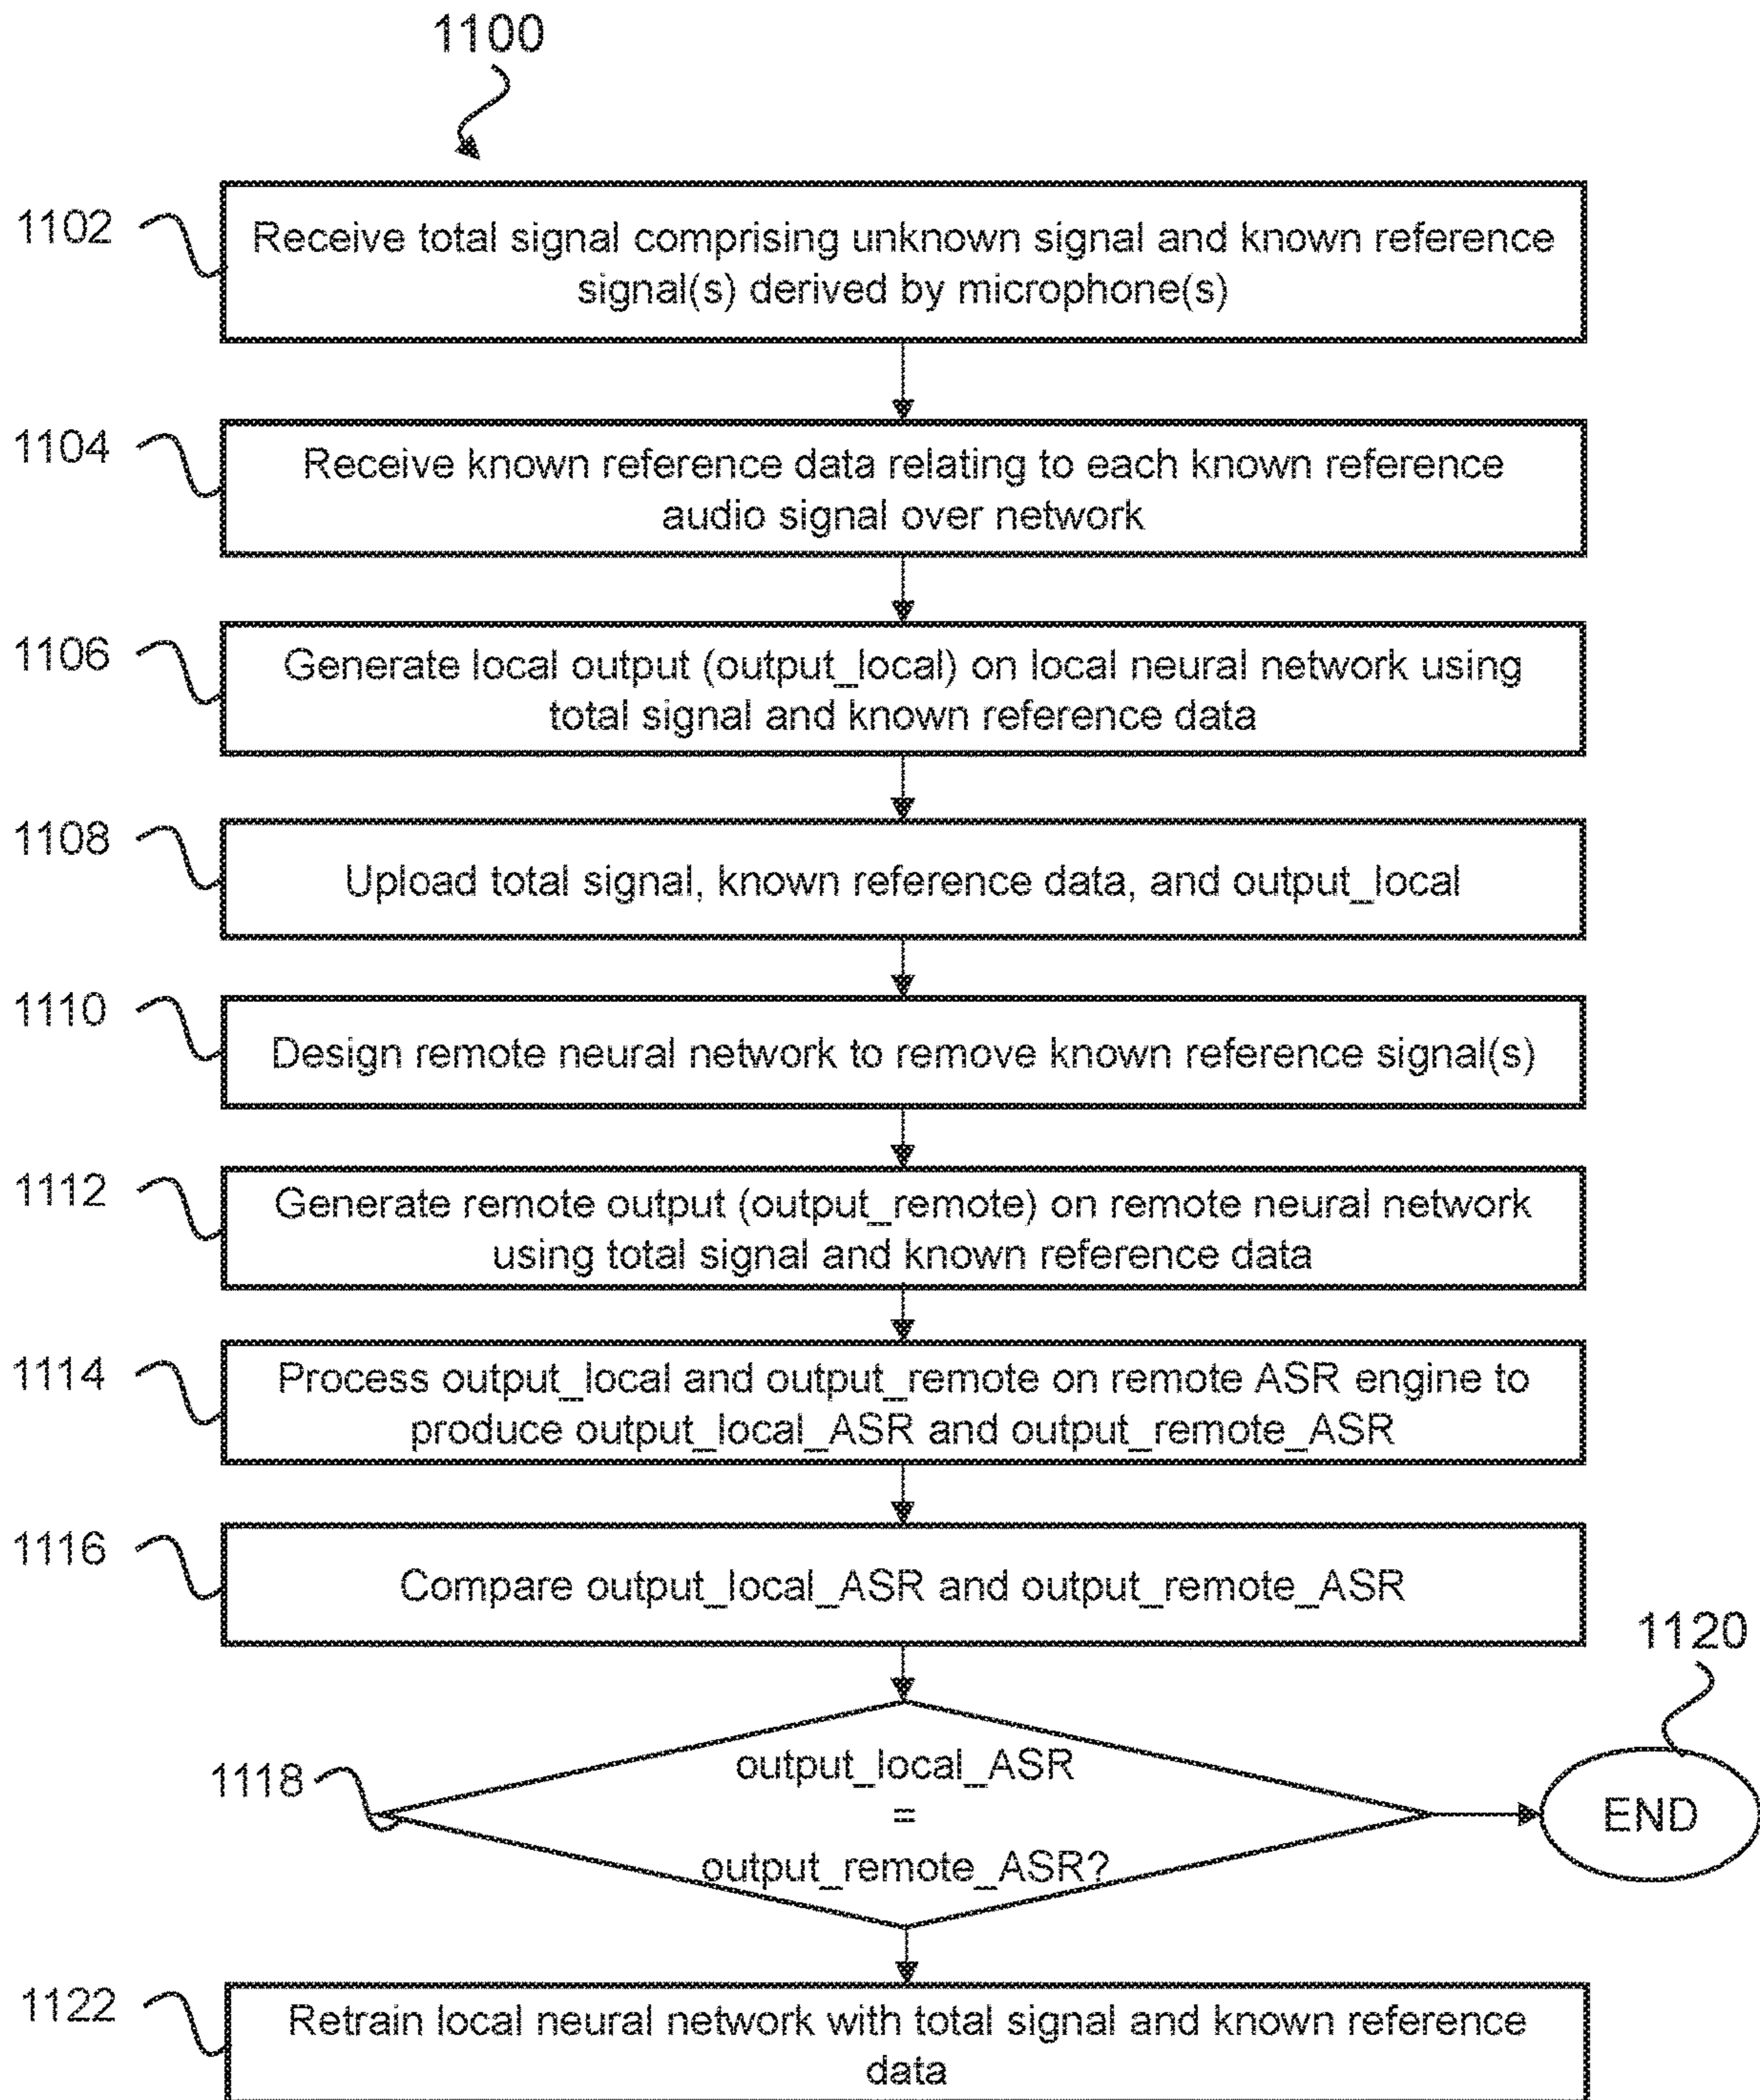 1100
1102
Receive total signal comprising unknown signal and known reference
signal(s) derived by microphone(s)
1104
Receive known reference data relating to each known reference
audio signal over network
1106
Generate local output (output_local) on local neural network using
total signal and known reference data
1108
Upload total signal, known reference data, and output_local
1110
Design remote neural network to remove known reference signal(s)
1112
Generate remote output (output_remote) on remote neural network
using total signal and known reference data
1114
Process output_local and output_remote on remote ASR engine to
produce output_local_ASR and output_remote_ASR
1116
Compare output_local_ASR and output_remote_ASR
1120
1118
output_local_ASR
=
output_remote_ASR?
END
1122
Retrain local neural network with total signal and known reference
data